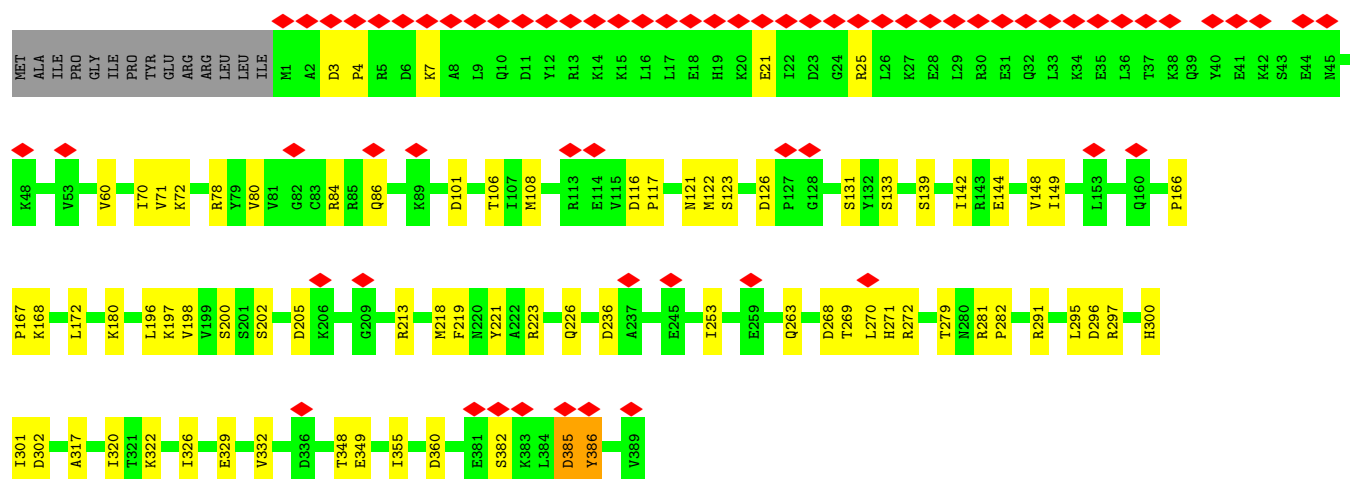 MET ALA ILE PRO GLY ILE PRO TYR GLU ARG ARG LEU LEU ILE M1 A2 D3 P4 R5 D6 K7 A8 L9 Q10 D11 Y12 R13 K14 K15 L16 L17 E18 H19 K20 E21 I22 D23 G24 R25 L26 K27 E28 L29 R30 E31 Q32 L33 K34 E35 L36 T37 K38 Q39 Y40 E41 K42 S43 E44 N45
K48 V53 V60 I70 V71 K72 R78 Y79 V80 V81 G82 C83 R84 R85 Q86 K89 D101 T106 I107 M108 R113 E114 V115 D116 P117 N121 M122 S123 D126 P127 G128 S131 Y132 S133 S139 I142 R143 E144 V148 I149 L153 Q160 P166
P167 K168 L172 K180 L196 K197 V198 V199 S200 S201 S202 D205 K206 G209 R213 M218 F219 N220 Y221 A222 R223 Q226 D236 A237 E245 I253 E259 Q263 D268 T269 L270 H271 R272 T279 N280 R281 P282 R291 L295 D296 R297 H300
I301 D302 A317 I320 T321 K322 I326 E329 V332 D336 T348 E349 I355 D360 E381 S382 K383 L384 D385 Y386 V389